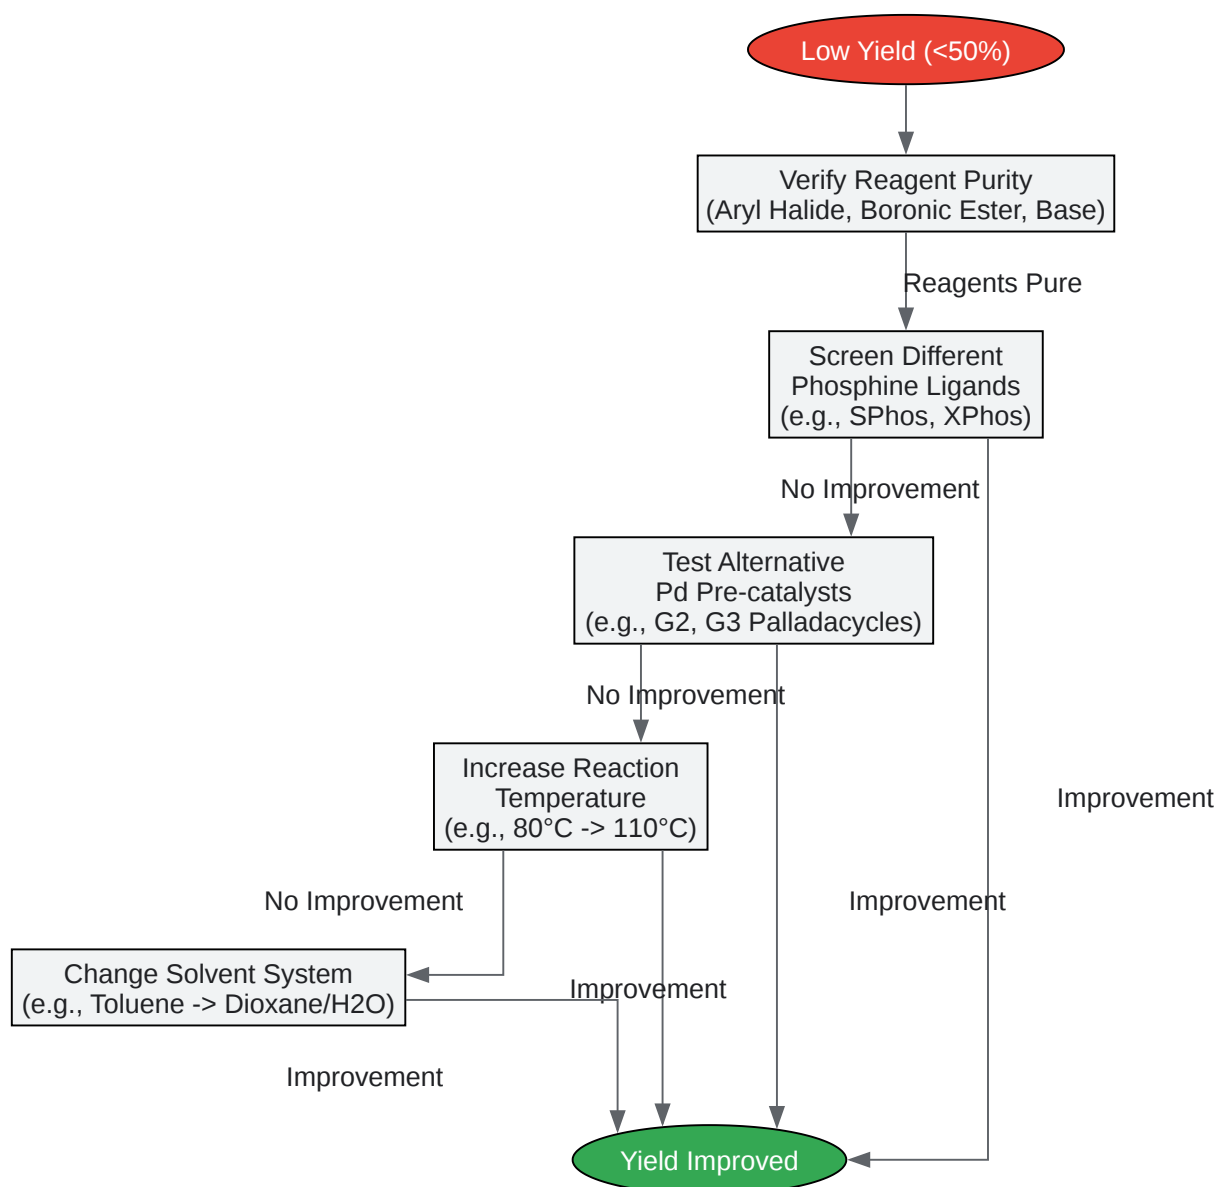 Low Yield (<50%)
Verify Reagent Purity
(Aryl Halide, Boronic Ester, Base)
Reagents Pure
Screen Different
Phosphine Ligands
(e.g., SPhos, XPhos)
No Improvement
Test Alternative
Pd Pre-catalysts
(e.g., G2, G3 Palladacycles)
No Improvement
Increase Reaction
Temperature
(e.g., 80°C -> 110°C)
Improvement
No Improvement
Improvement
Change Solvent System
(e.g., Toluene -> Dioxane/H2O)
Improvement
Improvement
Yield Improved